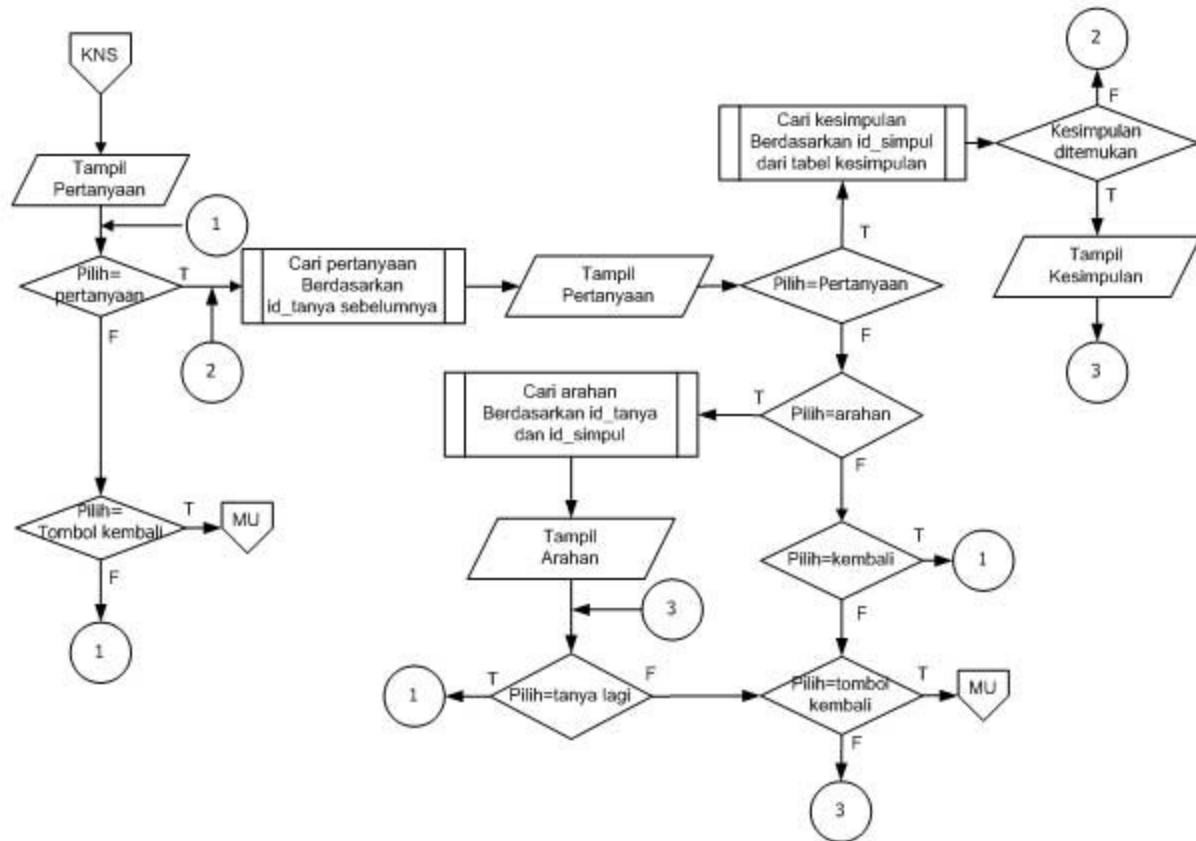 KNS
Tampil
Pertanyaan
1
Pilih=
pertanyaan
T
F
2
Cari pertanyaan
Berdasarkan
id_tanya sebelumnya
Tampil
Pertanyaan
Pilih=Pertanyaan
T
F
Cari kesimpulan
Berdasarkan id_simpul
dari tabel kesimpulan
Kesimpulan
ditemukan
F
2
T
Tampil
Kesimpulan
3
Pilih=arahan
T
F
Cari arahan
Berdasarkan id_tanya
dan id_simpul
Tampil
Arahan
3
Pilih=tanya lagi
T
1
F
Pilih=kembali
T
1
F
Pilih=tombol
kembali
T
MU
F
3
Pilih=
Tombol kembali
T
MU
F
1